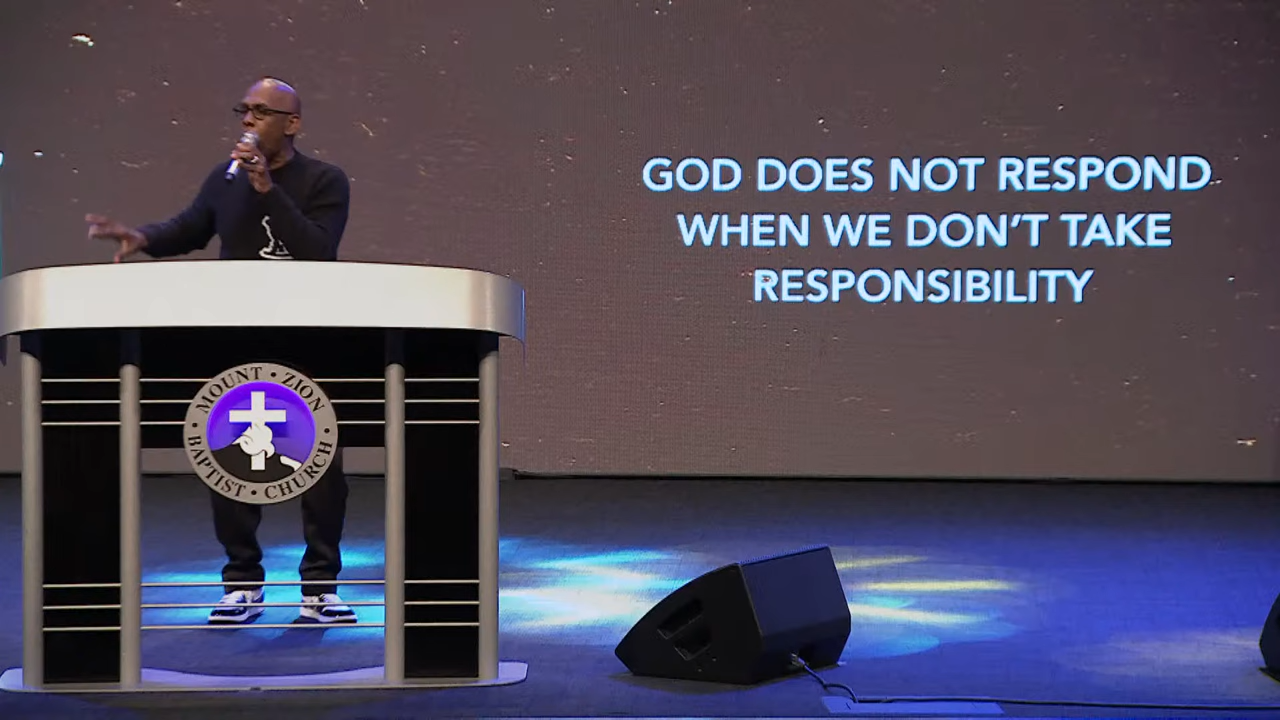 GOD DOES NOT RESPOND
WHEN WE DON'T TAKE
RESPONSIBILITY
MOUNT • ZION
• BAPTIST • CHURCH •